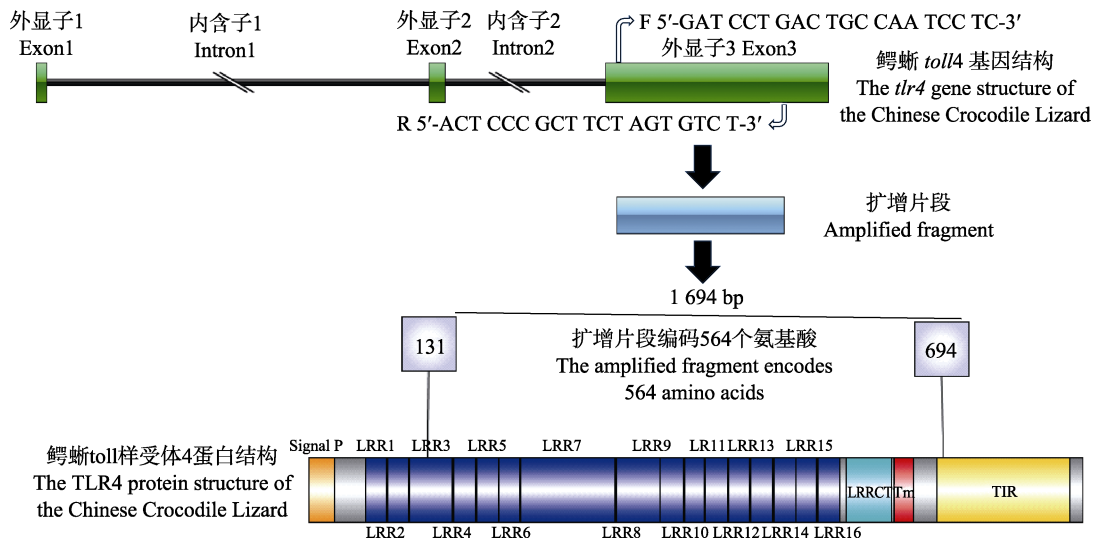 外显子1
Exon1
内含子1
Intron1
外显子2
Exon2
内含子2
Intron2
F 5′-GAT CCT GAC TGC CAA TCC TC-3′
外显子3 Exon3
R 5′-ACT CCC GCT TCT AGT GTC T-3′
鳄蜥 toll4 基因结构
The tlr4 gene structure of
the Chinese Crocodile Lizard
扩增片段
Amplified fragment
1 694 bp
131
扩增片段编码564个氨基酸
The amplified fragment encodes
564 amino acids
694
鳄蜥toll样受体4蛋白结构
The TLR4 protein structure of
the Chinese Crocodile Lizard
Signal P LRR1 LRR3 LRR5 LRR7 LRR9 LR11 LRR13 LRR15
LRRCT Tm TIR
LRR2 LRR4 LRR6 LRR8 LRR10 LRR12 LRR14 LRR16